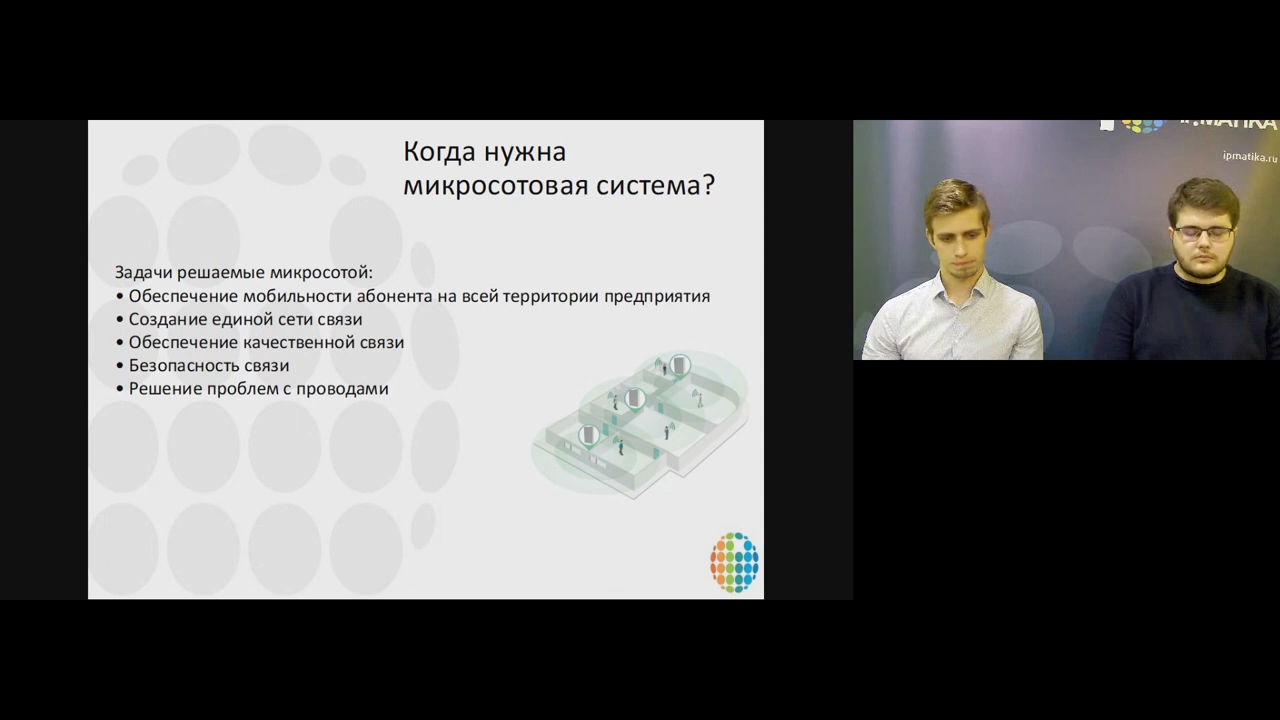 Когда нужна
микросотовая система?
Задачи решаемые микросотой:
• Обеспечение мобильности абонента на всей территории предприятия
• Создание единой сети связи
• Обеспечение качественной связи
• Безопасность связи
• Решение проблем с проводами
ipmatika.ru